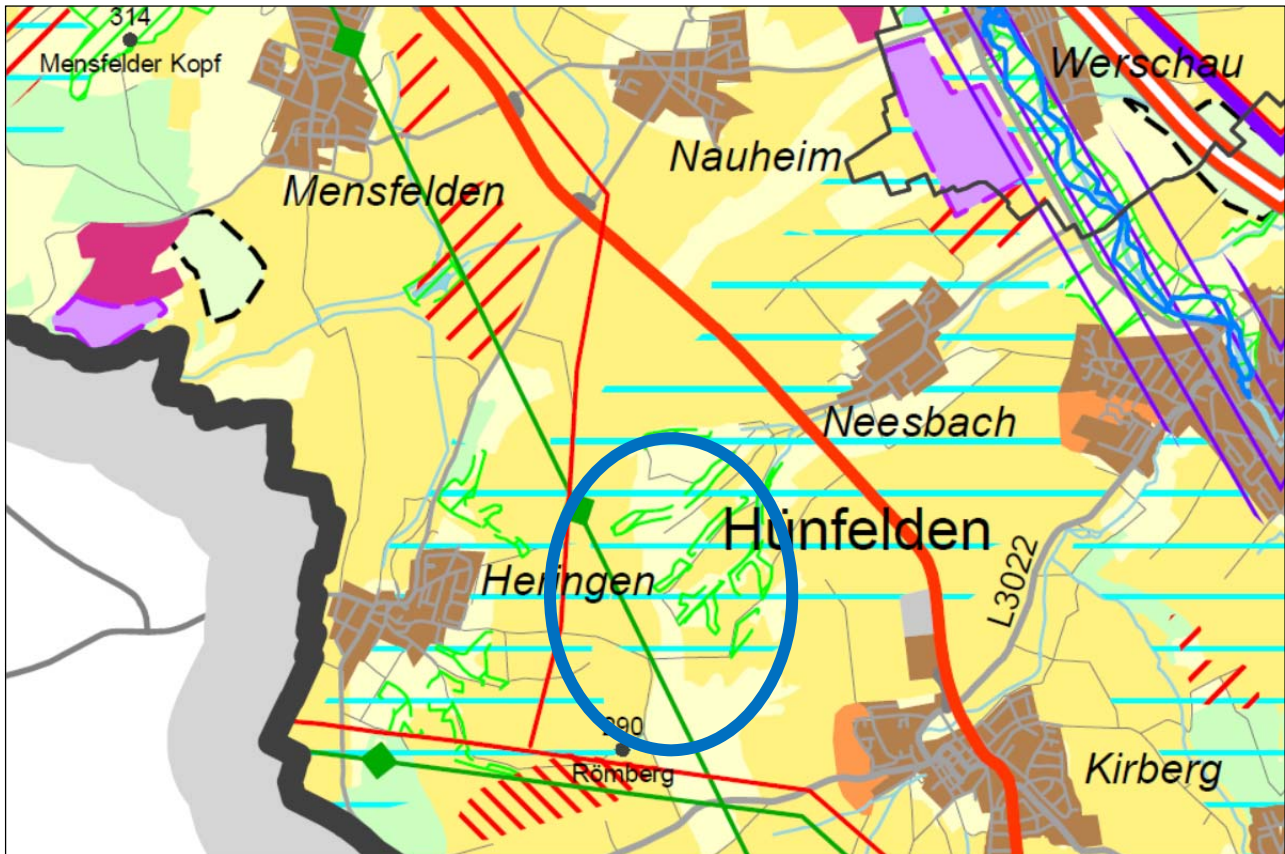 314
Mensfelder Kopf
Werschau
Nauheim
Mensfelden
Neesbach
Hünfelden
Heringen
L3022
290
Römberg
Kirberg